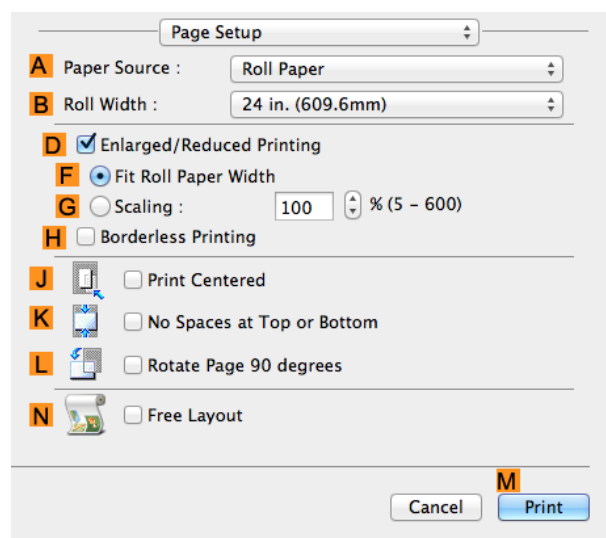 Page Setup
A Paper Source : Roll Paper
B Roll Width : 24 in. (609.6mm)
D Enlarged/Reduced Printing
F Fit Roll Paper Width
G Scaling : 100 % (5 - 600)
H Borderless Printing
J Print Centered
K No Spaces at Top or Bottom
L Rotate Page 90 degrees
N Free Layout
M
Cancel Print